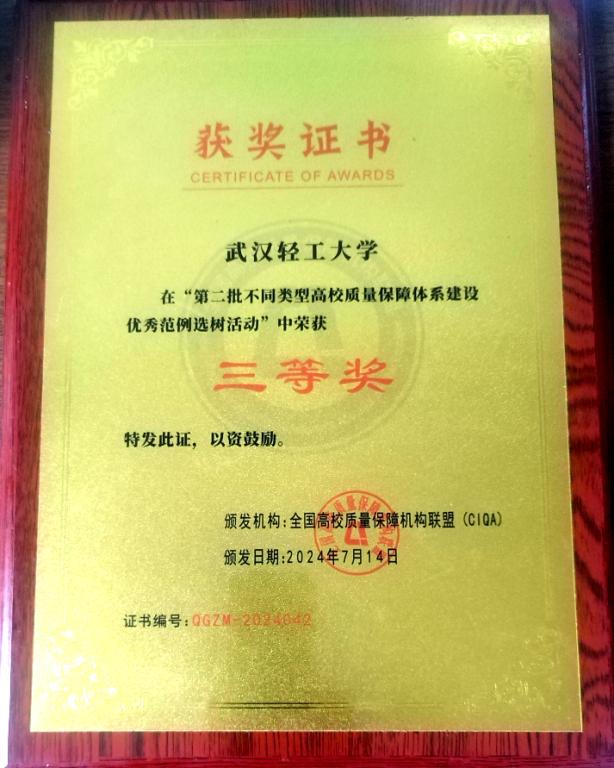 获奖证书
CERTIFICATE OF AWARDS
武汉轻工大学
在“第二批不同类型高校质量保障体系建设
优秀范例选树活动”中荣获
三等奖
特发此证，以资鼓励。
颁发机构:全国高校质量保障机构联盟 (CIQA)
颁发日期:2024年7月14日
证书编号:QGZM-2024042